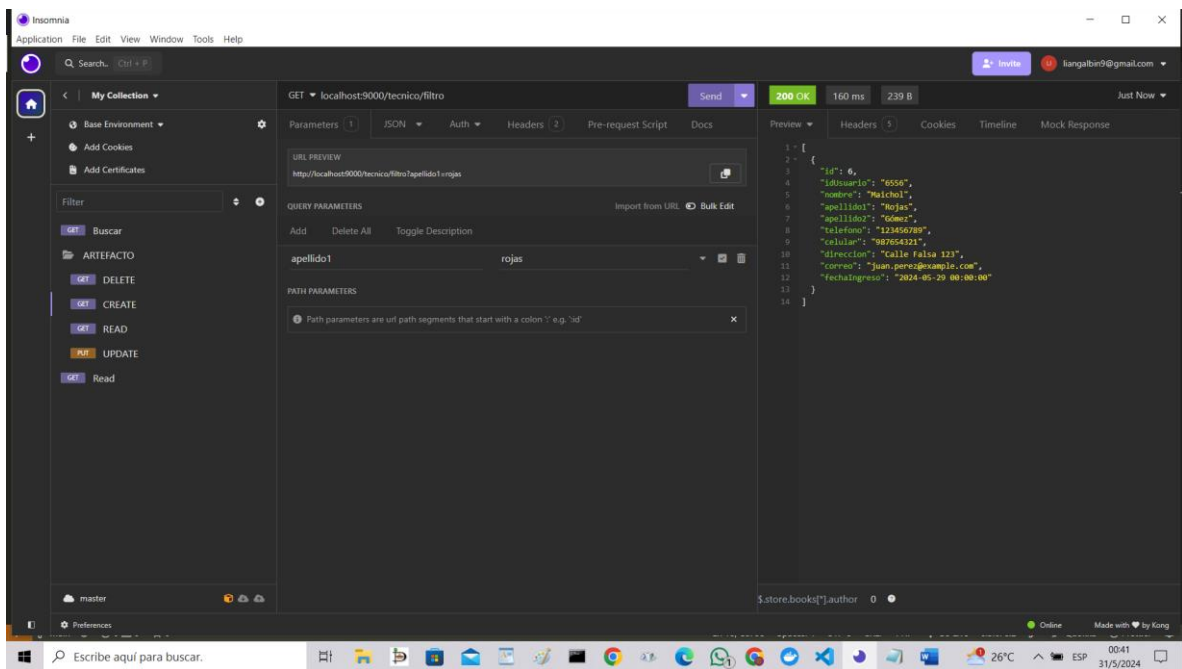 Insomnia
Application File Edit View Window Tools Help
Search.. Ctrl + P
Invite
liangalbin9@gmail.com
My Collection
GET localhost:9000/tecnico/filtro
Send
200 OK 160 ms 239 B
Just Now
Base Environment
Add Cookies
Add Certificates
Parameters 1 JSON Auth Headers 2 Pre-request Script Docs
Preview Headers 5 Cookies Timeline Mock Response
URL PREVIEW
http://localhost:9000/tecnico/filtro?apellido1=rojas
QUERY PARAMETERS
Import from URL Bulk Edit
Add Delete All Toggle Description
apellido1 rojas
PATH PARAMETERS
Path parameters are url path segments that start with a colon ':' e.g. ':id'
Filter
GET Buscar
ARTEFACTO
GET DELETE
GET CREATE
GET READ
PUT UPDATE
GET Read
1 [
2 {
3 "id": 6,
4 "idUsuario": "6556",
5 "nombre": "Maichol",
6 "apellido1": "Rojas",
7 "apellido2": "Gómez",
8 "telefono": "123456789",
9 "celular": "987654321",
10 "direccion": "Calle Falsa 123",
11 "correo": "juan.perez@example.com",
12 "fechaIngreso": "2024-05-29 00:00:00"
13 }
14 ]
master
$.store.books[*].author 0
Preferences
Online Made with by Kong
Escribe aquí para buscar.
26°C ESP
00:41
31/5/2024